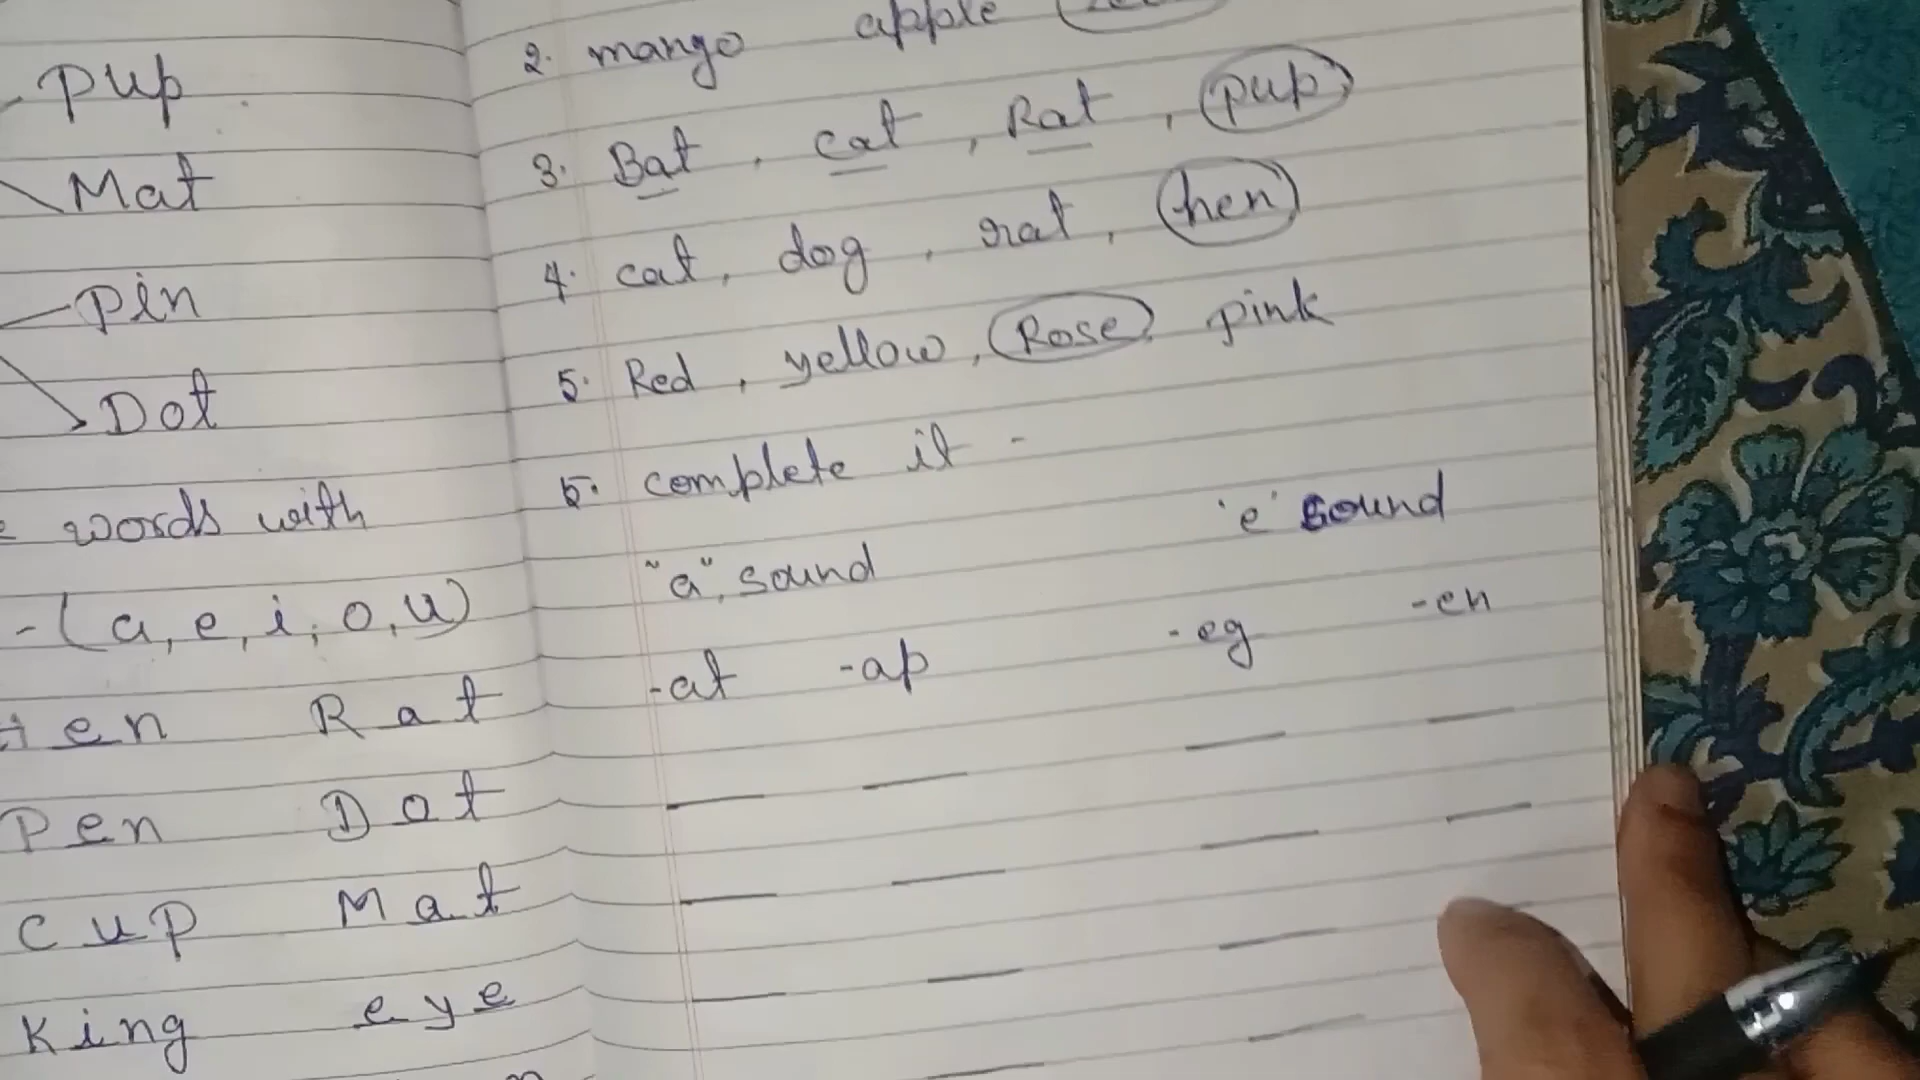 Pup
Mat
Pin
Dot
words with
- (a, e, i, o, u)
en Rat
Pen Dot
Cup Mat
King eye
2. mango apple
3. Bat, cat, Rat, pup
4. cat, dog, rat, hen
5. Red, yellow, Rose, pink
5. complete it -
"a", sound 'e' sound
-at -ap -eg -en